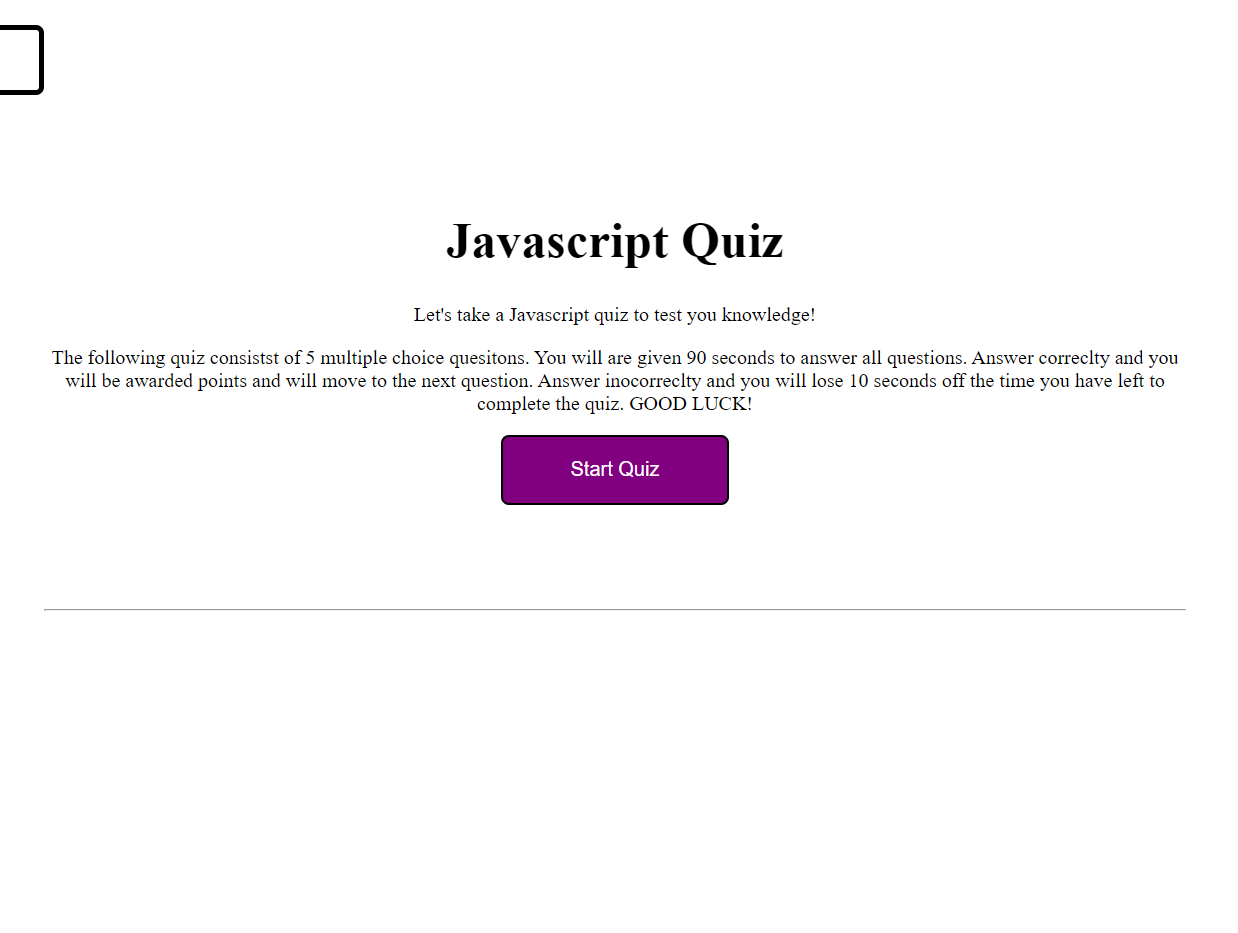 Javascript Quiz
Let's take a Javascript quiz to test you knowledge!
The following quiz consistst of 5 multiple choice quesitons. You will are given 90 seconds to answer all questions. Answer correclty and you
will be awarded points and will move to the next question. Answer inocorreclty and you will lose 10 seconds off the time you have left to
complete the quiz. GOOD LUCK!
Start Quiz